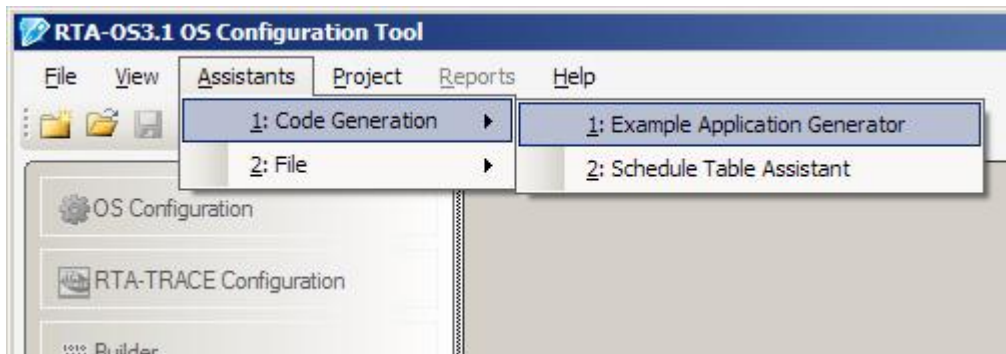 RTA-OS3.1 OS Configuration Tool
File View Assistants Project Reports Help
1: Code Generation
1: Example Application Generator
2: File
2: Schedule Table Assistant
OS Configuration
RTA-TRACE Configuration
Builder